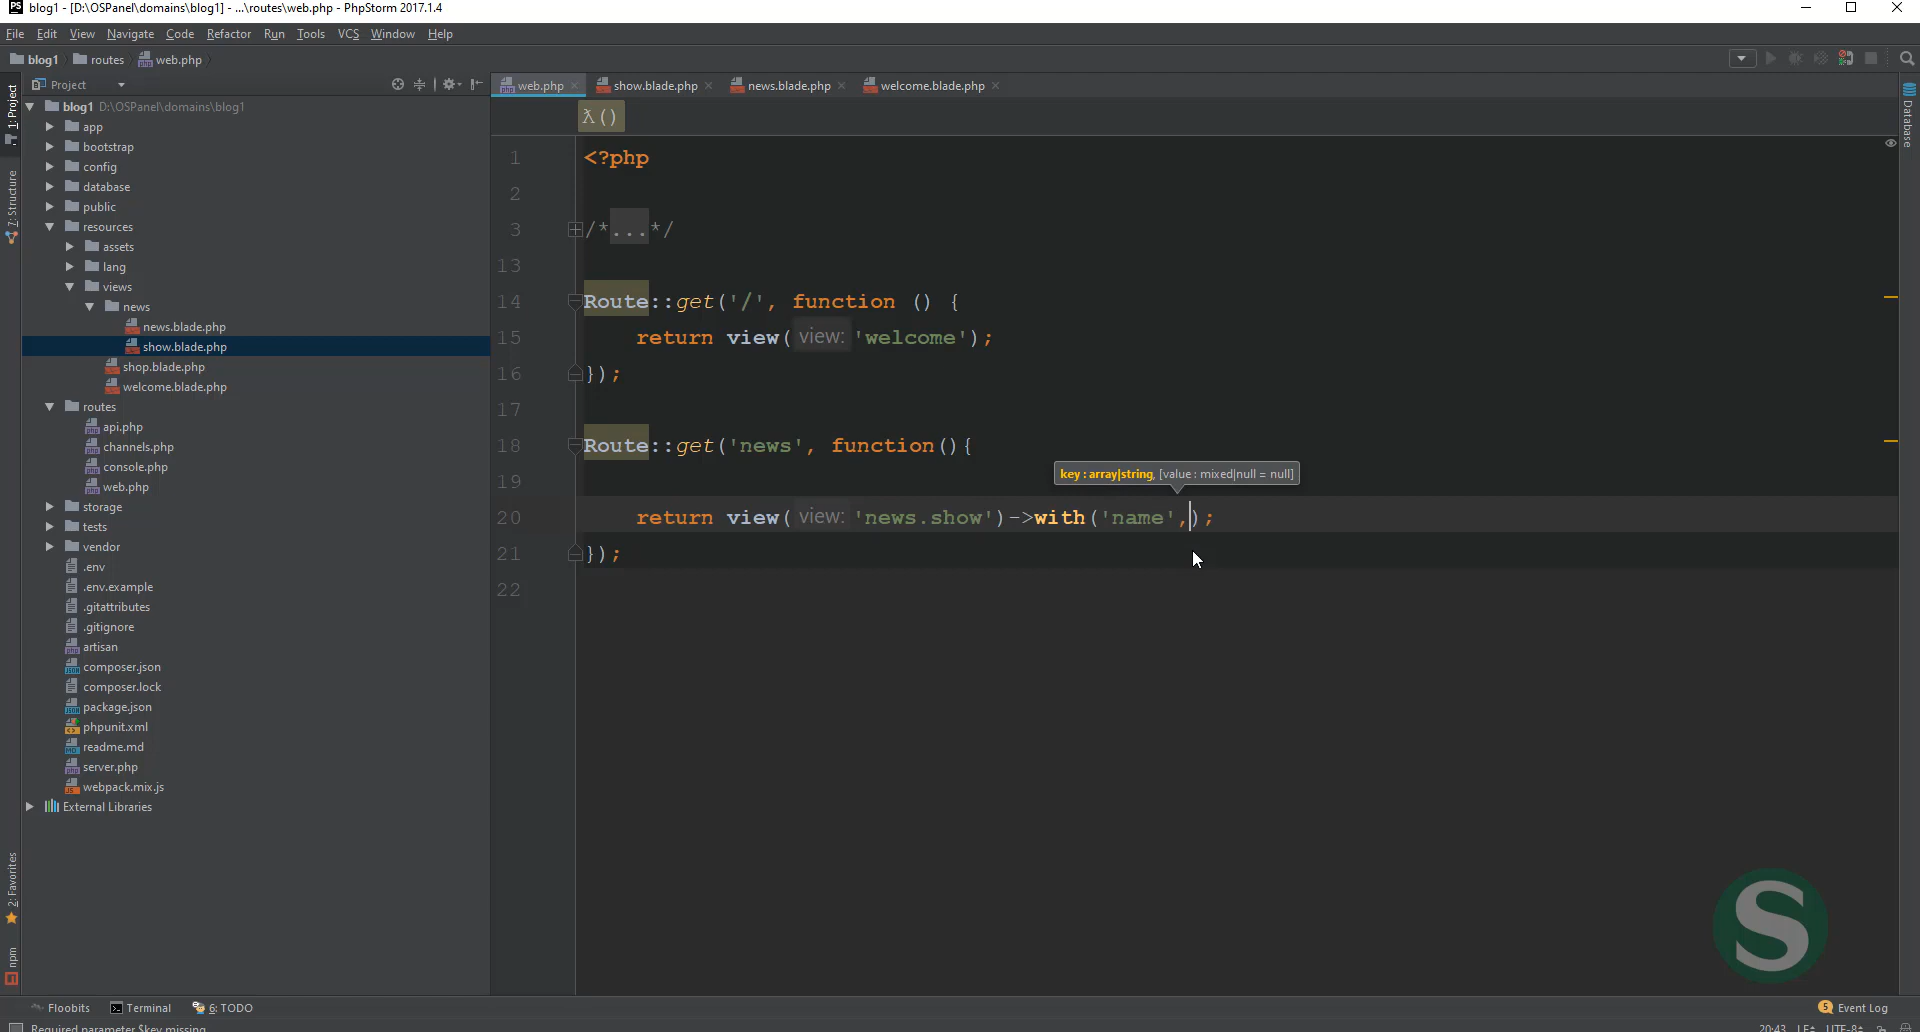 PS blog1 - [D:\OSPanel\domains\blog1] - ...\routes\web.php - PhpStorm 2017.1.4
File Edit View Navigate Code Refactor Run Tools VCS Window Help
blog1 routes web.php
Project
web.php show.blade.php news.blade.php welcome.blade.php
1: Project
7: Structure
2: Favorites
npm
Database
blog1 D:\OSPanel\domains\blog1
app
bootstrap
config
database
public
resources
assets
lang
views
news
news.blade.php
show.blade.php
shop.blade.php
welcome.blade.php
routes
api.php
channels.php
console.php
web.php
storage
tests
vendor
.env
.env.example
.gitattributes
.gitignore
artisan
composer.json
composer.lock
package.json
phpunit.xml
readme.md
server.php
webpack.mix.js
External Libraries
ƛ()
1 <?php
2
3 /*...*/
13
14 Route::get('/', function () {
15 return view( view: 'welcome');
16 });
17
18 Route::get('news', function(){
key : array|string, [value : mixed|null = null]
19
20 return view( view: 'news.show')->with('name',);
21 });
22
S
Floobits Terminal 6: TODO 5 Event Log
Required parameter $key missing 20:43 LF÷ UTF-8÷